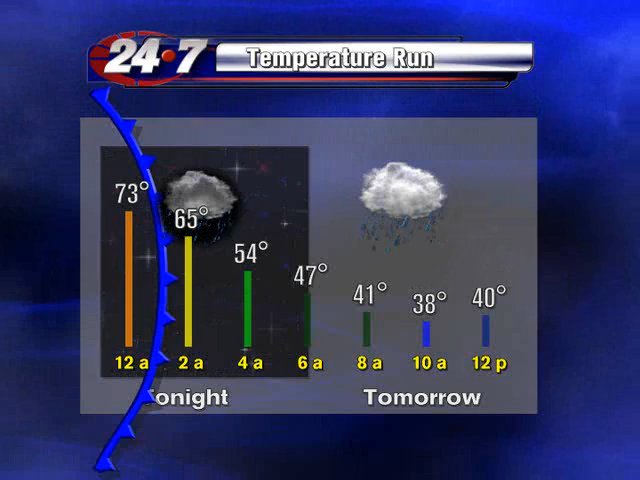 24·7 Temperature Run
73° 65° 54° 47° 41° 38° 40°
12 a 2 a 4 a 6 a 8 a 10 a 12 p
Tonight Tomorrow